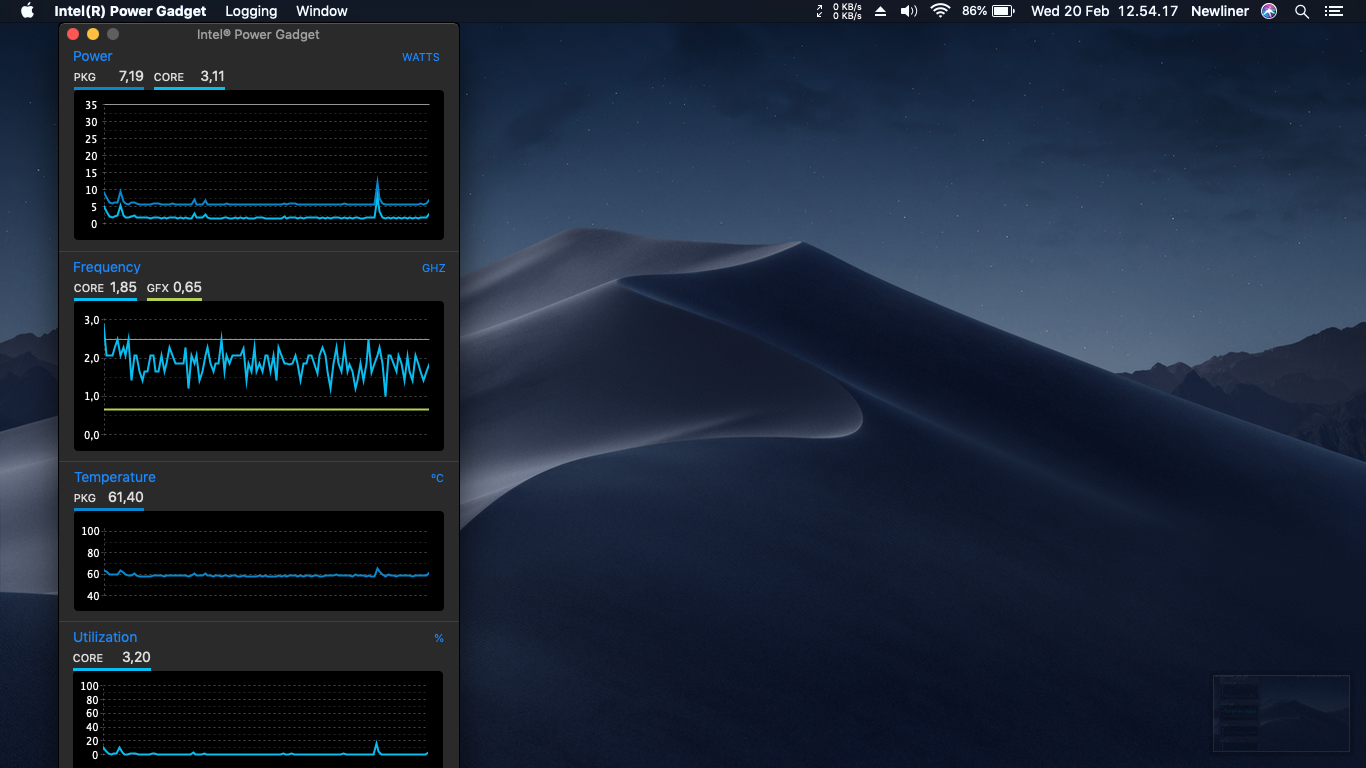 Intel(R) Power Gadget Logging Window 0 KB/s 86% Wed 20 Feb 12.54.17 Newliner
0 KB/s
Intel® Power Gadget
Power WATTS
PKG 7,19 CORE 3,11
35
30
25
20
15
10
5
0
Frequency GHZ
CORE 1,85 GFX 0,65
3,0
2,0
1,0
0,0
Temperature °C
PKG 61,40
100
80
60
40
Utilization %
CORE 3,20
100
80
60
40
20
0